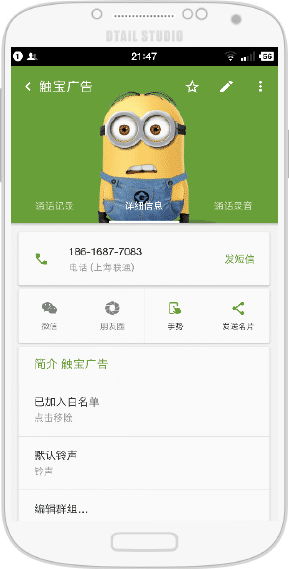 DTAIL STUDIO
21:47
56
触宝广告
通话记录
详细信息
通话录音
186-1687-7083
电话 (上海联通)
发短信
微信
朋友圈
手势
发送名片
简介 触宝广告
已加入白名单
点击移除
默认铃声
铃声
编辑群组...